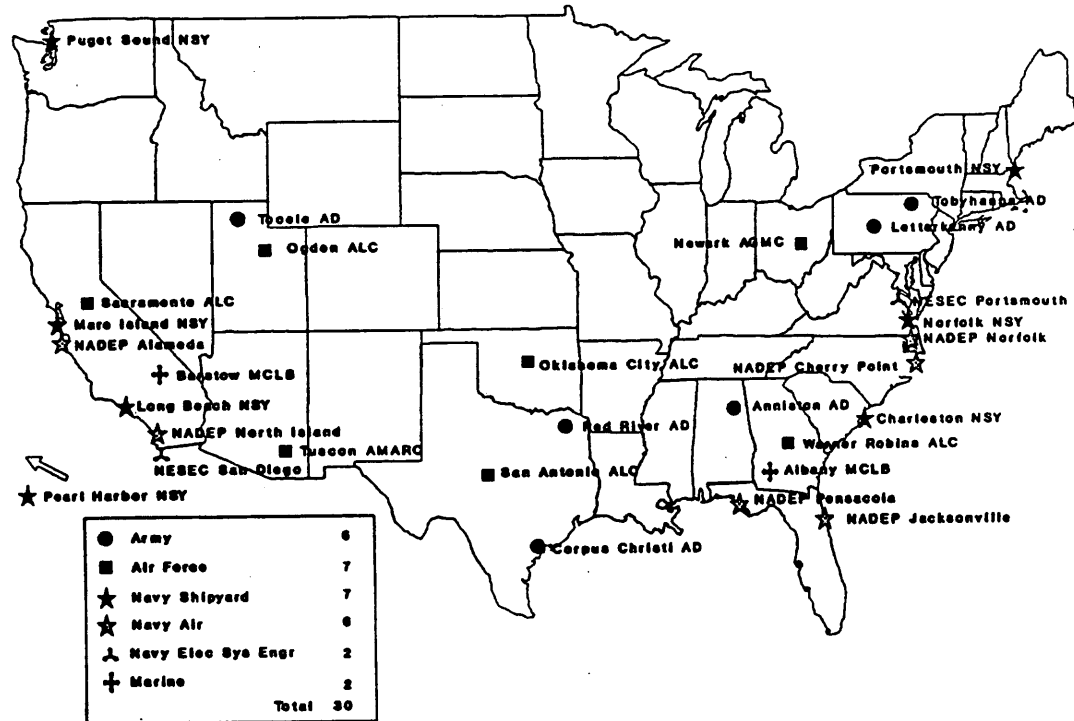 Puget Sound NSY
Portsmouth NSY
Tobyhanna AD
Tooele AD
Letterkenny AD
Newark AGMC
Ogden ALC
Sacramento ALC
NESEC Portsmouth
Mare Island NSY
Norfolk NSY
NADEP Alameda
NADEP Norfolk
Oklahoma City ALC
NADEP Cherry Point
Barstow MCLB
Long Beach NSY
Anniston AD
Charleston NSY
Red River AD
NADEP North Island
Warner Robins ALC
Tuscon AMARC
NESEC San Diego
San Antonio ALC
Albany MCLB
Pearl Harbor NSY
NADEP Pensacola
NADEP Jacksonville
Corpus Christi AD
Army 6
Air Force 7
Navy Shipyard 7
Navy Air 6
Navy Elec Sys Engr 2
Marine 2
Total 30